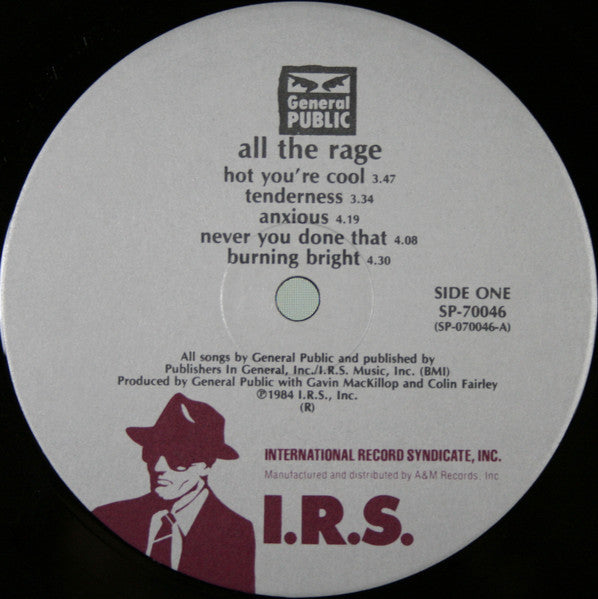 General
PUBLIC
all the rage
hot you're cool 3.47
tenderness 3.34
anxious 4.19
never you done that 4.08
burning bright 4.30
SIDE ONE
SP-70046
(SP-070046-A)
All songs by General Public and published by
Publishers In General, Inc./I.R.S. Music, Inc. (BMI)
Produced by General Public with Gavin MacKillop and Colin Fairley
℗1984 I.R.S., Inc.
(R)
INTERNATIONAL RECORD SYNDICATE, INC.
Manufactured and distributed by A&M Records, Inc.
I.R.S.